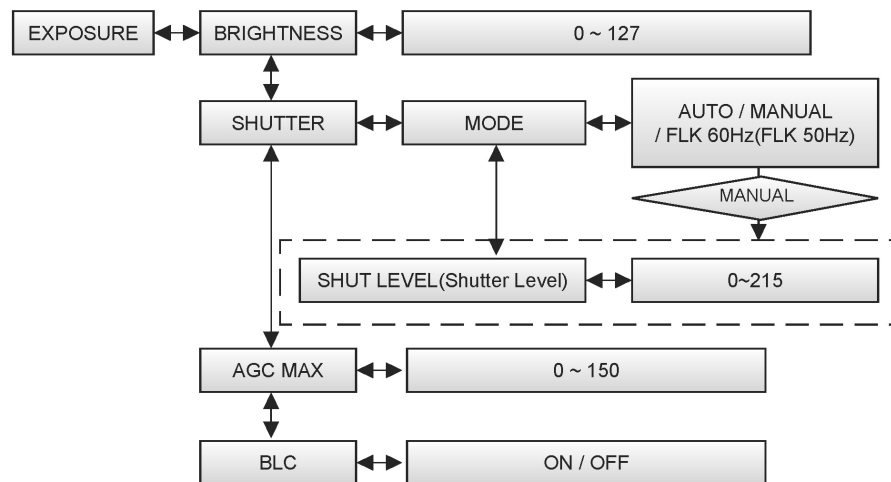 EXPOSURE
BRIGHTNESS
0 ~ 127
SHUTTER
MODE
AUTO / MANUAL
/ FLK 60Hz(FLK 50Hz)
MANUAL
SHUT LEVEL(Shutter Level)
0~215
AGC MAX
0 ~ 150
BLC
ON / OFF